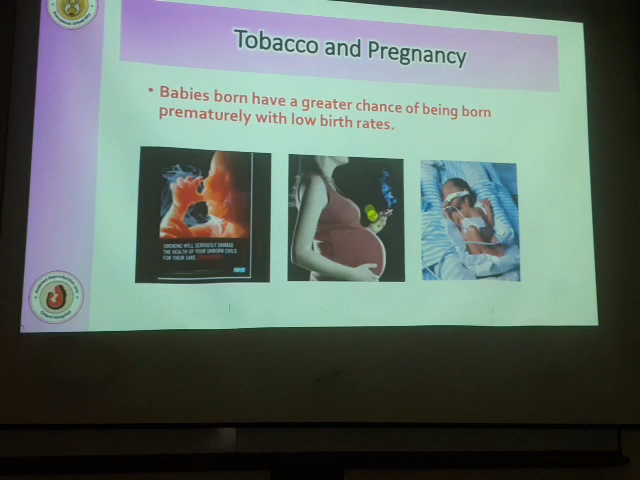 Tobacco and Pregnancy
• Babies born have a greater chance of being born
prematurely with low birth rates.
SMOKING WILL SERIOUSLY DAMAGE
THE HEALTH OF YOUR UNBORN CHILD
FOR THEIR SAKE
NHS